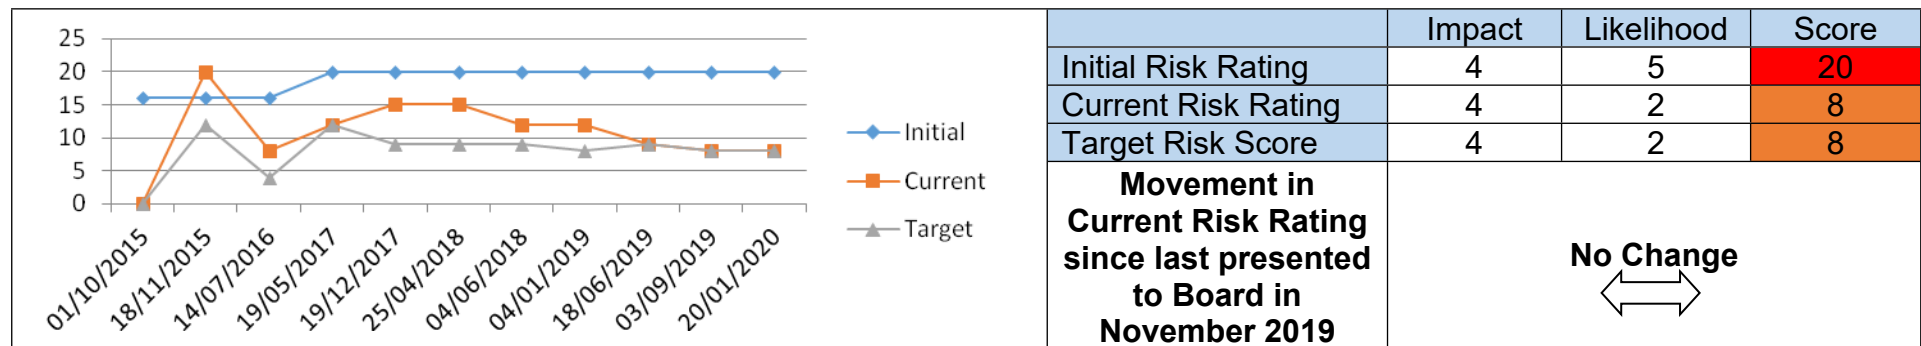 25
20
15
10
5
0
01/10/2015
18/11/2015
14/07/2016
19/05/2017
19/12/2017
25/04/2018
04/06/2018
04/01/2019
18/06/2019
03/09/2019
20/01/2020
Initial
Current
Target
Impact Likelihood Score
Initial Risk Rating 4 5 20
Current Risk Rating 4 2 8
Target Risk Score 4 2 8
Movement in
Current Risk Rating
since last presented
to Board in
November 2019
No Change